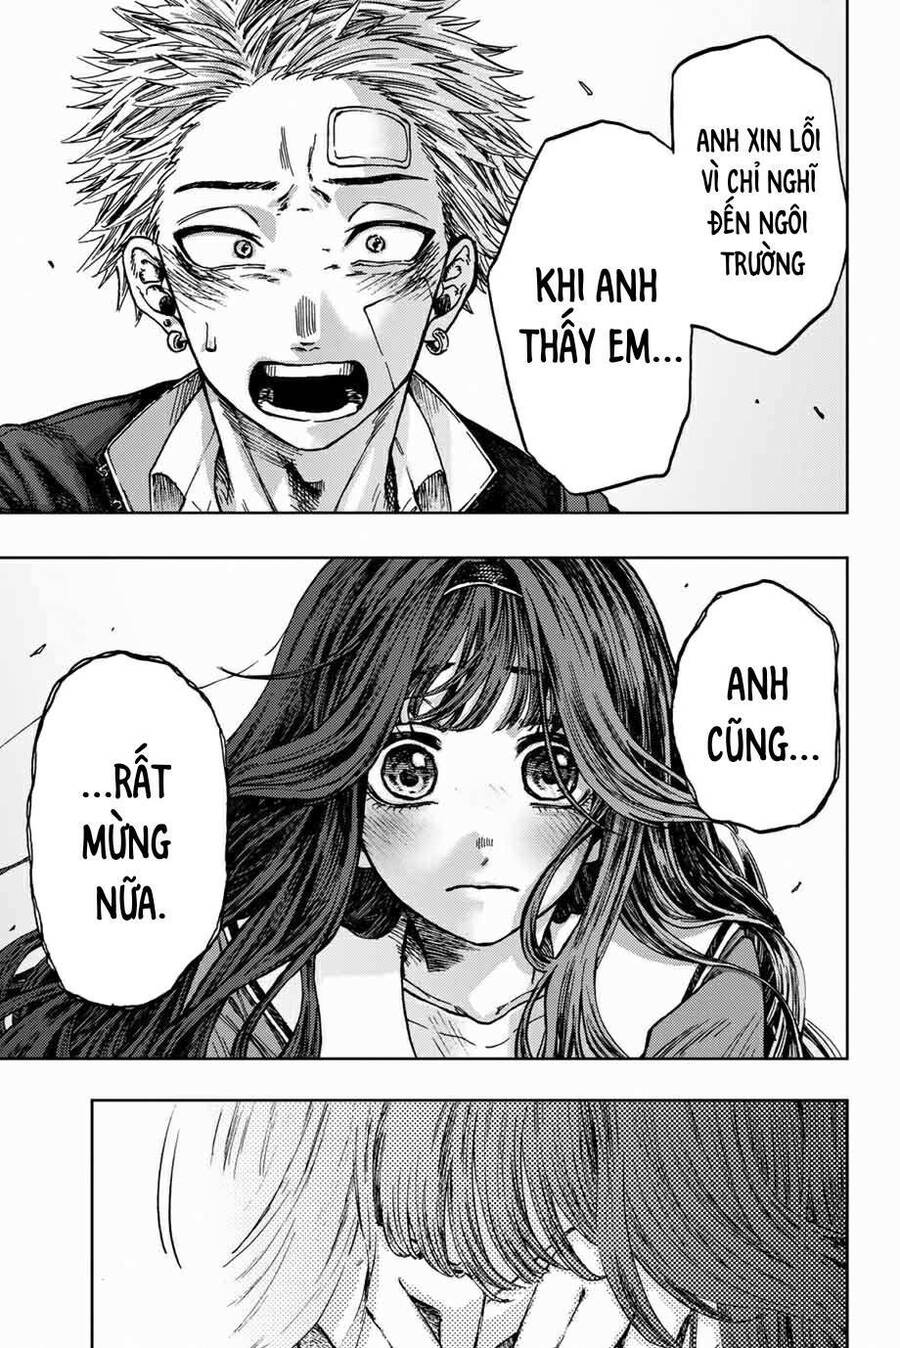 ANH XIN LỖI
VÌ CHỈ NGHĨ
ĐẾN NGÔI
TRƯỜNG
KHI ANH
THẤY EM...
ANH
CŨNG...
...RẤT
MỪNG
NỮA.